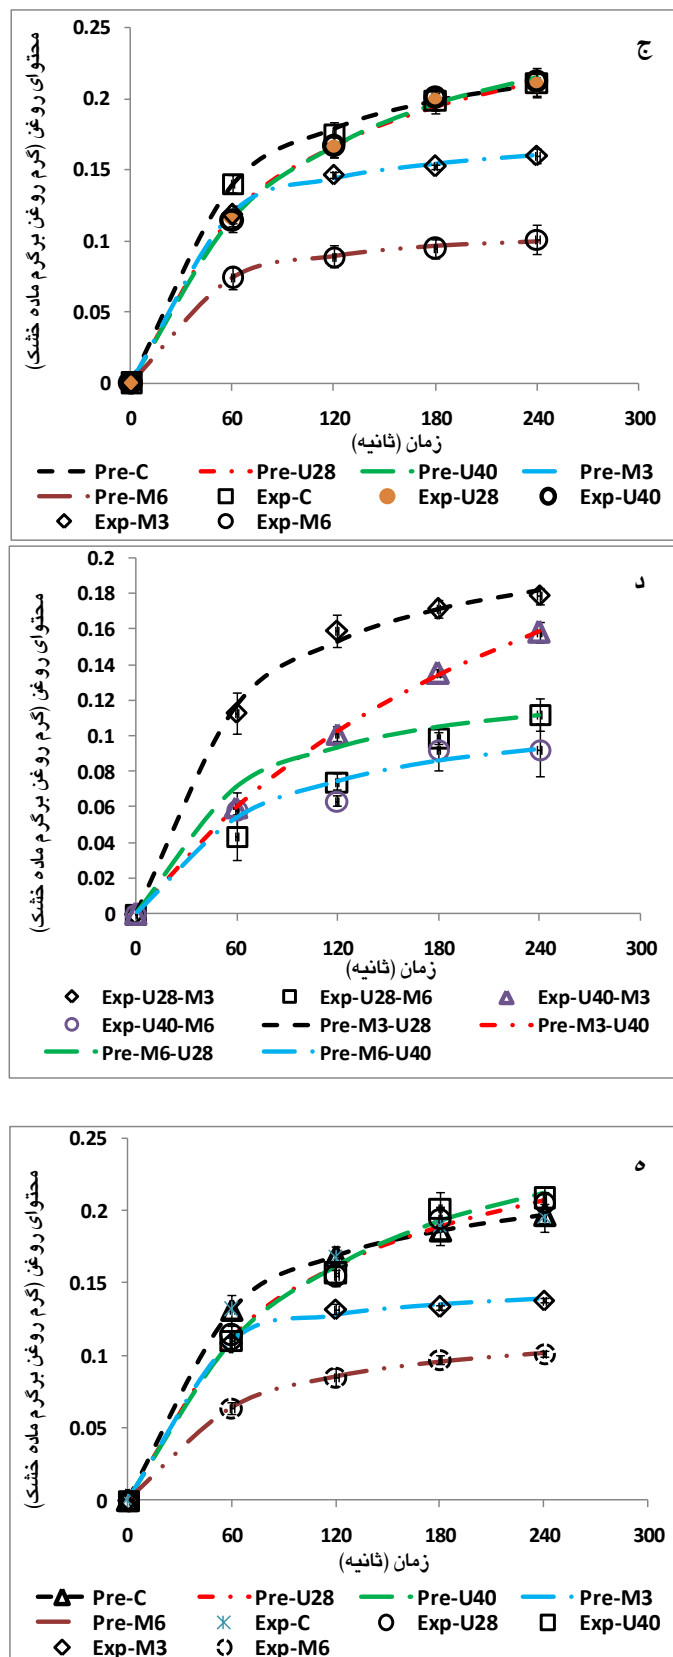 ج
محتوای روغن (گرم روغن برگرم ماده خشک)
0.25
0.2
0.15
0.1
0.05
0
0 60 120 180 240 300
زمان (ثانیه)
Pre-C Pre-U28 Pre-U40 Pre-M3
Pre-M6 Exp-C Exp-U28 Exp-U40
Exp-M3 Exp-M6
د
محتوای روغن (گرم روغن برگرم ماده خشک)
0.2
0.18
0.16
0.14
0.12
0.1
0.08
0.06
0.04
0.02
0
0 60 120 180 240 300
زمان (ثانیه)
Exp-U28-M3 Exp-U28-M6 Exp-U40-M3
Exp-U40-M6 Pre-M3-U28 Pre-M3-U40
Pre-M6-U28 Pre-M6-U40
ه
محتوای روغن (گرم روغن برگرم ماده خشک)
0.25
0.2
0.15
0.1
0.05
0
0 60 120 180 240 300
زمان (ثانیه)
Pre-C Pre-U28 Pre-U40 Pre-M3
Pre-M6 Exp-C Exp-U28 Exp-U40
Exp-M3 Exp-M6